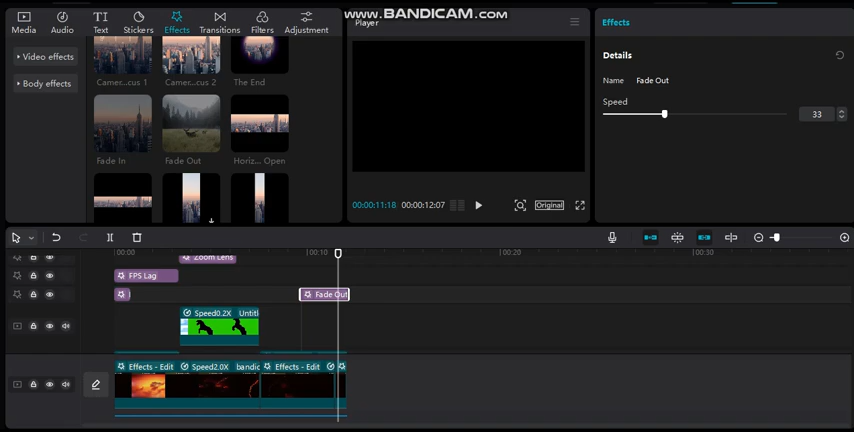 www.BANDICAM.com
Media Audio Text Stickers Effects Transitions Filters Adjustment
Video effects
Body effects
Camer...cus 1 Camer...cus 2 The End
Fade In Fade Out Horiz... Open
Player
00:00:11:18 00:00:12:07
Original
Effects
Details
Name Fade Out
Speed
33
00:00 00:10 00:20 00:30
Zoom Lens
FPS Lag
Fade Out
Speed0.2X Untitl
Effects - Edit Speed2.0X bandic Effects - Edit